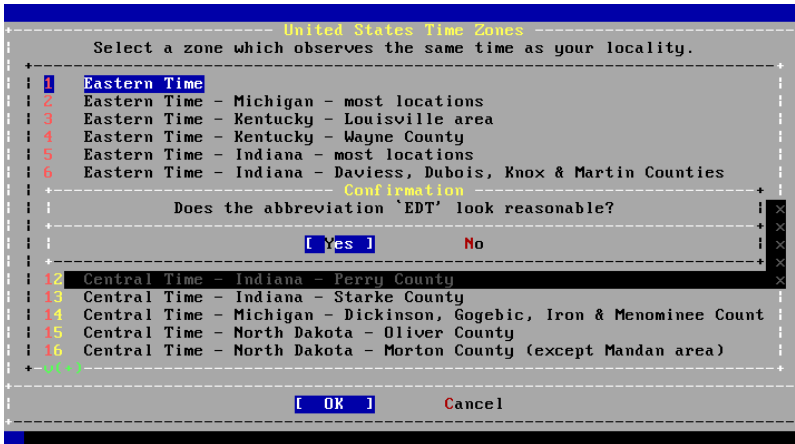 United States Time Zones
Select a zone which observes the same time as your locality.
1 Eastern Time
2 Eastern Time - Michigan - most locations
3 Eastern Time - Kentucky - Louisville area
4 Eastern Time - Kentucky - Wayne County
5 Eastern Time - Indiana - most locations
6 Eastern Time - Indiana - Daviess, Dubois, Knox & Martin Counties
Confirmation
Does the abbreviation `EDT' look reasonable?
[ Yes ] No
12 Central Time - Indiana - Perry County
13 Central Time - Indiana - Starke County
14 Central Time - Michigan - Dickinson, Gogebic, Iron & Menominee Count
15 Central Time - North Dakota - Oliver County
16 Central Time - North Dakota - Morton County (except Mandan area)
v(+)
[ OK ] Cancel